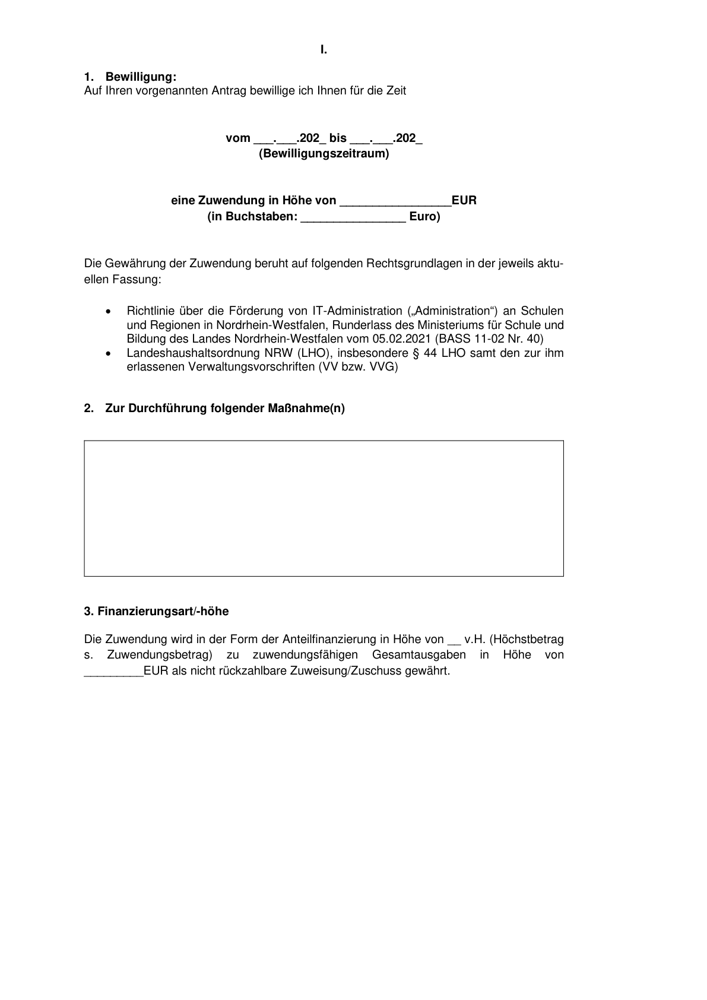 I.
1. Bewilligung:
Auf Ihren vorgenannten Antrag bewillige ich Ihnen für die Zeit
vom ___.___.202_ bis ___.___.202_
(Bewilligungszeitraum)
eine Zuwendung in Höhe von _________________EUR
(in Buchstaben: ________________ Euro)
Die Gewährung der Zuwendung beruht auf folgenden Rechtsgrundlagen in der jeweils aktu-
ellen Fassung:
• Richtlinie über die Förderung von IT-Administration („Administration“) an Schulen
und Regionen in Nordrhein-Westfalen, Runderlass des Ministeriums für Schule und
Bildung des Landes Nordrhein-Westfalen vom 05.02.2021 (BASS 11-02 Nr. 40)
• Landeshaushaltsordnung NRW (LHO), insbesondere § 44 LHO samt den zur ihm
erlassenen Verwaltungsvorschriften (VV bzw. VVG)
2. Zur Durchführung folgender Maßnahme(n)
3. Finanzierungsart/-höhe
Die Zuwendung wird in der Form der Anteilfinanzierung in Höhe von __ v.H. (Höchstbetrag
s. Zuwendungsbetrag) zu zuwendungsfähigen Gesamtausgaben in Höhe von
_________EUR als nicht rückzahlbare Zuweisung/Zuschuss gewährt.